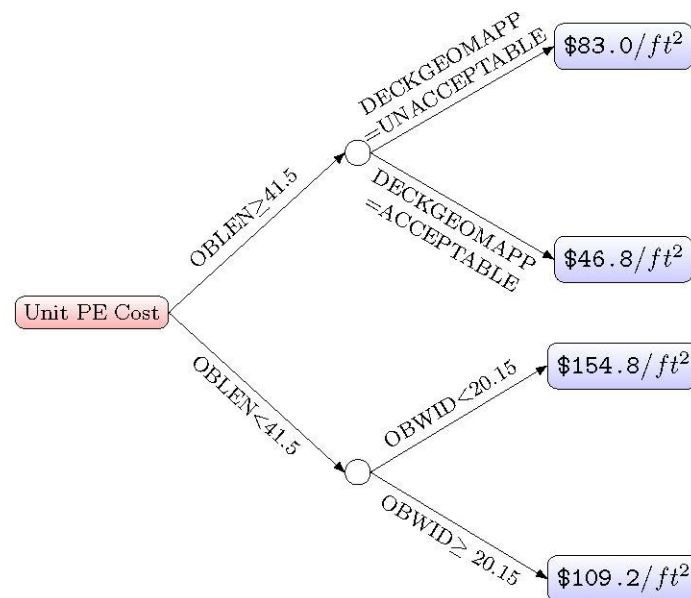 DECKGEOMAPP
=UNACCEPTABLE
$83.0/ft²
OBLEN≥41.5
DECKGEOMAPP
=ACCEPTABLE
$46.8/ft²
Unit PE Cost
OBLEN<41.5
OBWID<20.15
$154.8/ft²
OBWID≥ 20.15
$109.2/ft²